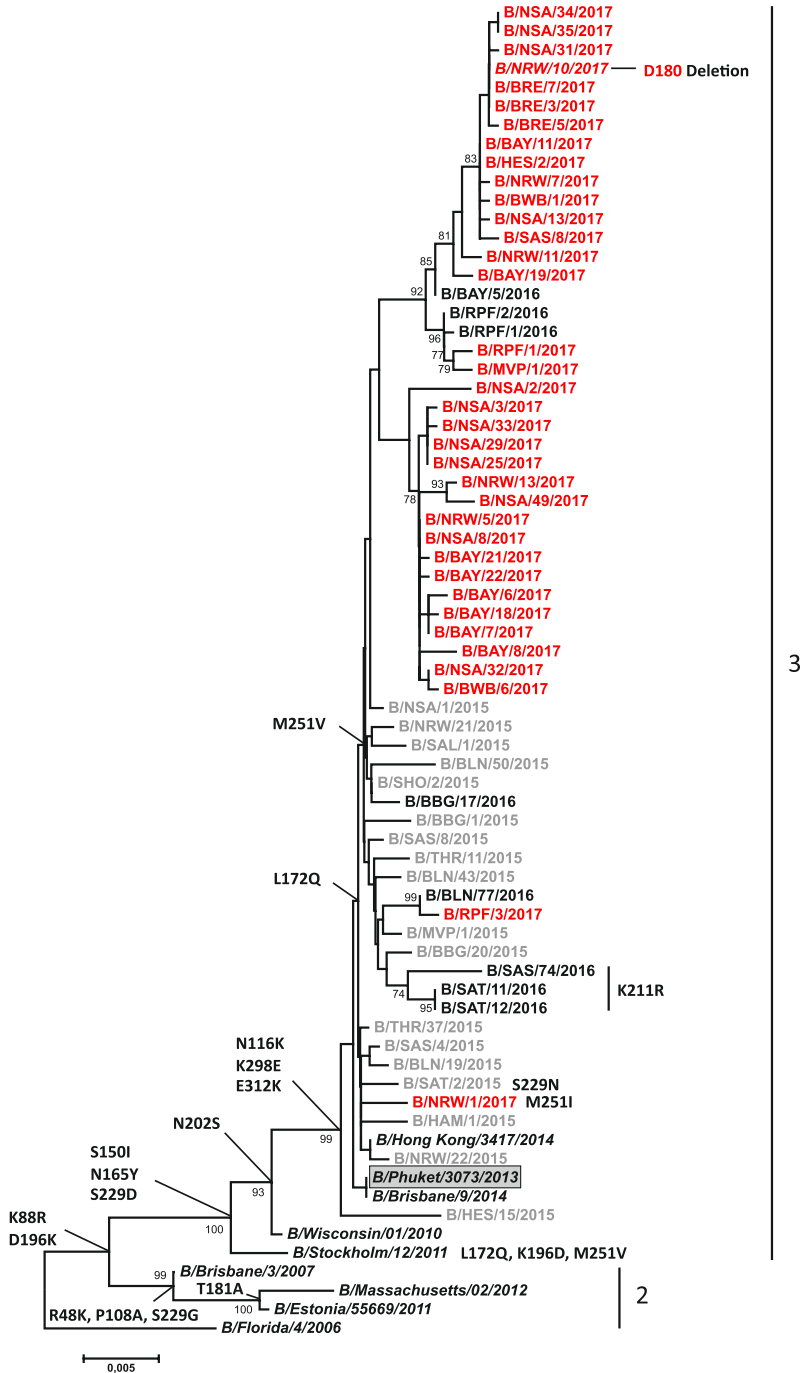 B/NSA/34/2017
B/NSA/35/2017
B/NSA/31/2017
B/NRW/10/2017 D180 Deletion
B/BRE/7/2017
B/BRE/3/2017
B/BRE/5/2017
B/BAY/11/2017
83
B/HES/2/2017
B/NRW/7/2017
B/BWB/1/2017
B/NSA/13/2017
81
B/SAS/8/2017
B/NRW/11/2017
85
B/BAY/19/2017
92
B/BAY/5/2016
B/RPF/2/2016
B/RPF/1/2016
96
B/RPF/1/2017
77
B/MVP/1/2017
79
B/NSA/2/2017
B/NSA/3/2017
B/NSA/33/2017
B/NSA/29/2017
B/NSA/25/2017
93
B/NRW/13/2017
78
B/NSA/49/2017
B/NRW/5/2017
B/NSA/8/2017
B/BAY/21/2017
B/BAY/22/2017
B/BAY/6/2017
B/BAY/18/2017
B/BAY/7/2017
B/BAY/8/2017
3
B/NSA/32/2017
B/BWB/6/2017
B/NSA/1/2015
M251V
B/NRW/21/2015
B/SAL/1/2015
B/BLN/50/2015
B/SHO/2/2015
B/BBG/17/2016
B/BBG/1/2015
B/SAS/8/2015
B/THR/11/2015
L172Q
B/BLN/43/2015
99
B/BLN/77/2016
B/RPF/3/2017
B/MVP/1/2015
B/BBG/20/2015
B/SAS/74/2016
74
B/SAT/11/2016
K211R
95
B/SAT/12/2016
B/THR/37/2015
N116K
B/SAS/4/2015
K298E
B/BLN/19/2015
E312K
B/SAT/2/2015 S229N
B/NRW/1/2017 M251I
B/HAM/1/2015
N202S
99
B/Hong Kong/3417/2014
S150I
B/NRW/22/2015
N165Y
B/Phuket/3073/2013
S229D
93
B/Brisbane/9/2014
B/HES/15/2015
K88R
100
B/Wisconsin/01/2010
D196K
B/Stockholm/12/2011 L172Q, K196D, M251V
99
B/Brisbane/3/2007
T181A
B/Massachusetts/02/2012
2
R48K, P108A, S229G
100
B/Estonia/55669/2011
B/Florida/4/2006
0,005